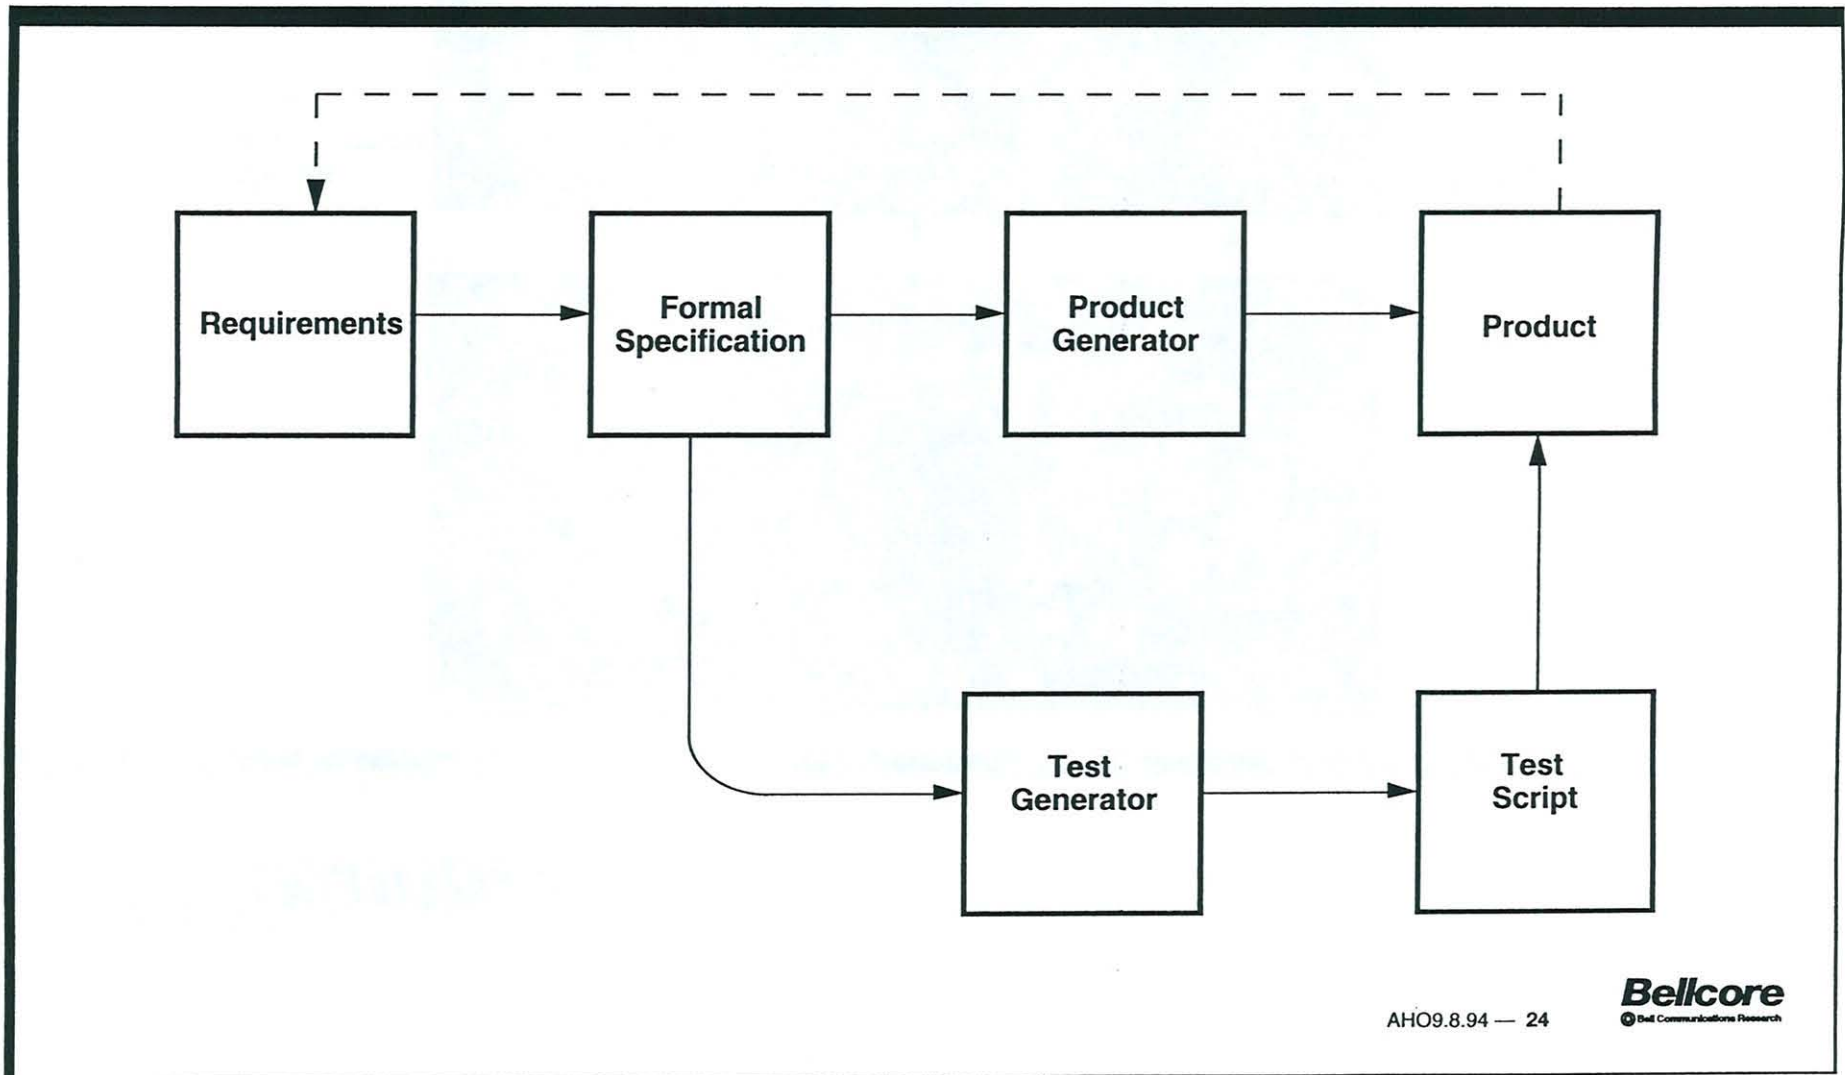 Requirements
Formal
Specification
Product
Generator
Product
Test
Generator
Test
Script
AHO9.8.94 — 24
Bellcore
Bell Communications Research